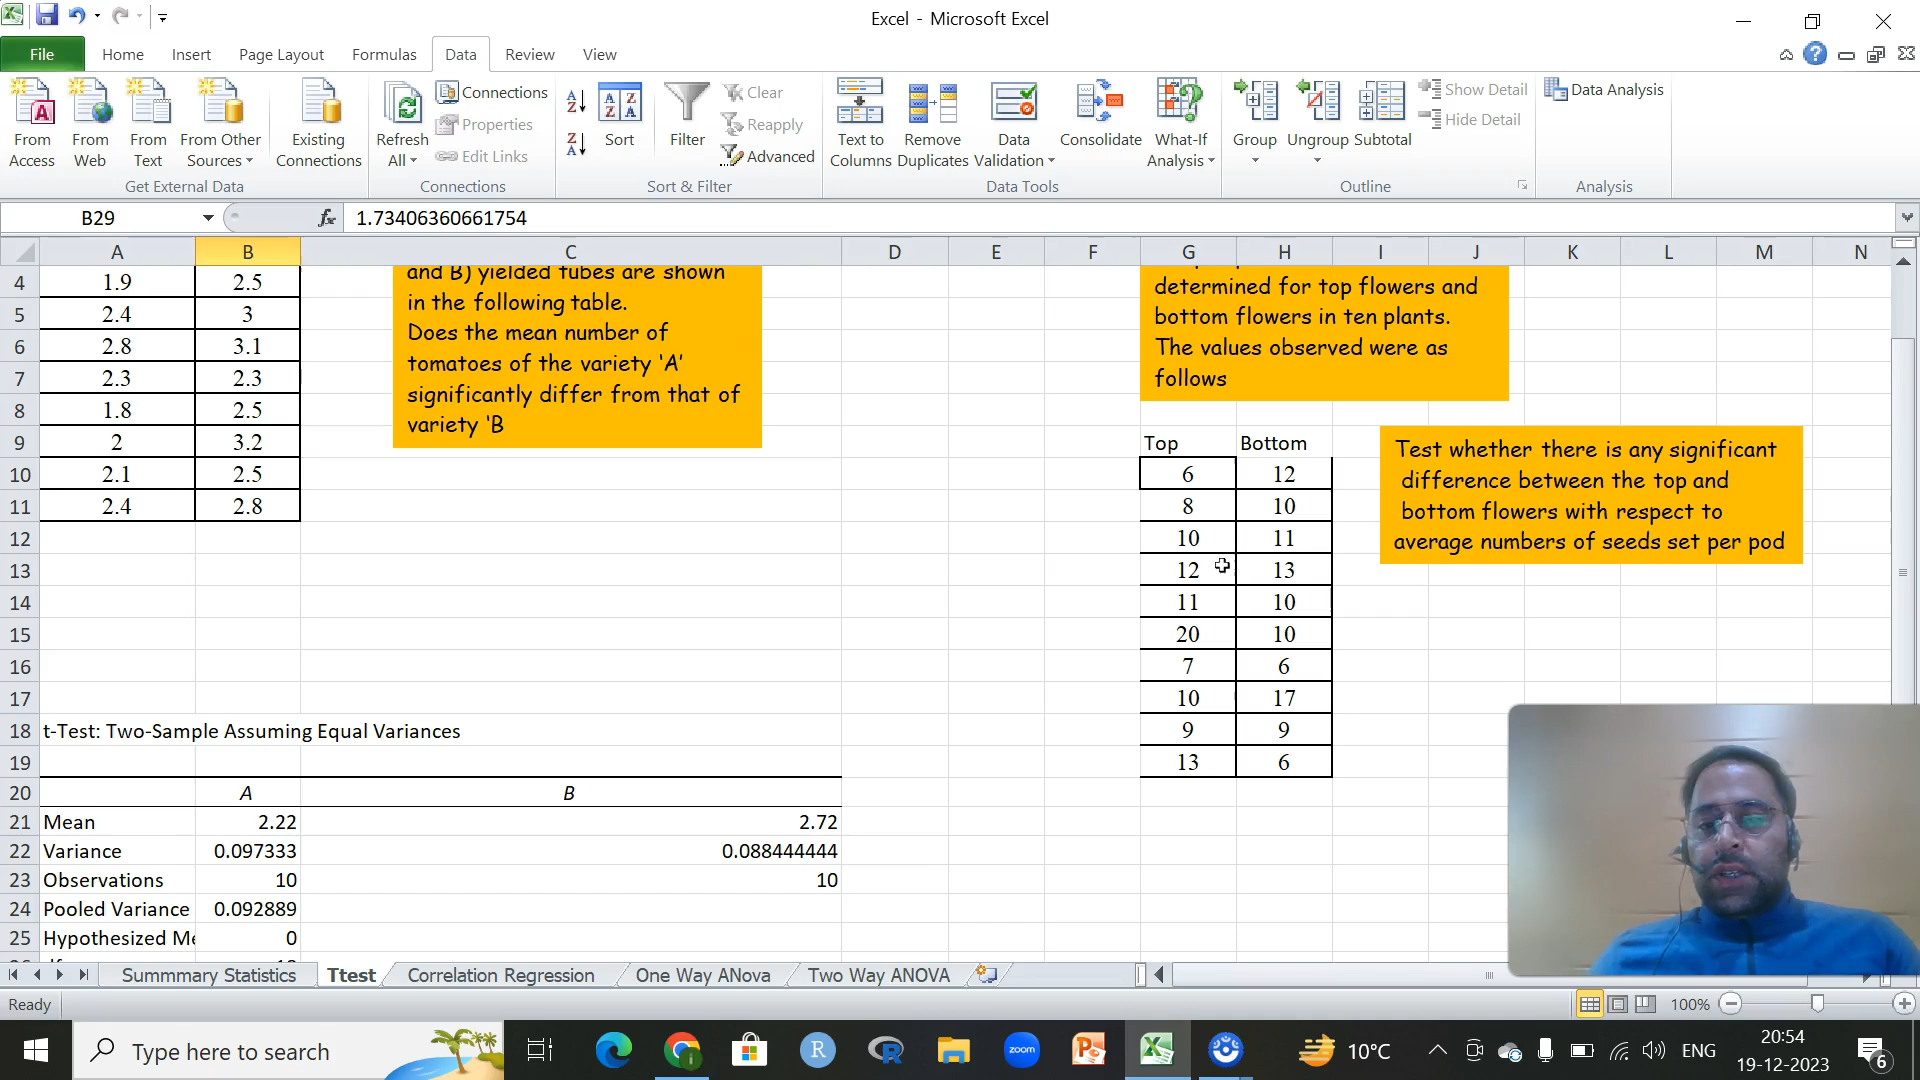 Excel - Microsoft Excel
File Home Insert Page Layout Formulas Data Review View
From Access
From Web
From Text
From Other Sources
Existing Connections
Get External Data
Refresh All
Connections
Properties
Edit Links
Connections
A Z
Z A
Sort
Filter
Clear
Reapply
Advanced
Sort & Filter
Text to Columns
Remove Duplicates
Data Validation
Consolidate
What-If Analysis
Data Tools
Group
Ungroup
Subtotal
Show Detail
Hide Detail
Outline
Data Analysis
Analysis
B29 fx 1.73406360661754
A B C D E F G H I J K L M N
4 1.9 2.5
5 2.4 3
6 2.8 3.1
7 2.3 2.3
8 1.8 2.5
9 2 3.2
10 2.1 2.5
11 2.4 2.8
12
13
14
15
16
17
and B) yielded tubes are shown
in the following table.
Does the mean number of
tomatoes of the variety ‘A’
significantly differ from that of
variety ‘B
determined for top flowers and
bottom flowers in ten plants.
The values observed were as
follows
Top Bottom
6 12
8 10
10 11
12 13
11 10
20 10
7 6
10 17
9 9
13 6
Test whether there is any significant
difference between the top and
bottom flowers with respect to
average numbers of seeds set per pod
18 t-Test: Two-Sample Assuming Equal Variances
19
20 A B
21 Mean 2.22 2.72
22 Variance 0.097333 0.088444444
23 Observations 10 10
24 Pooled Variance 0.092889
25 Hypothesized Me 0
Summmary Statistics Ttest Correlation Regression One Way ANova Two Way ANOVA
Ready 100%
Type here to search
zoom
10°C
ENG
20:54
19-12-2023
6